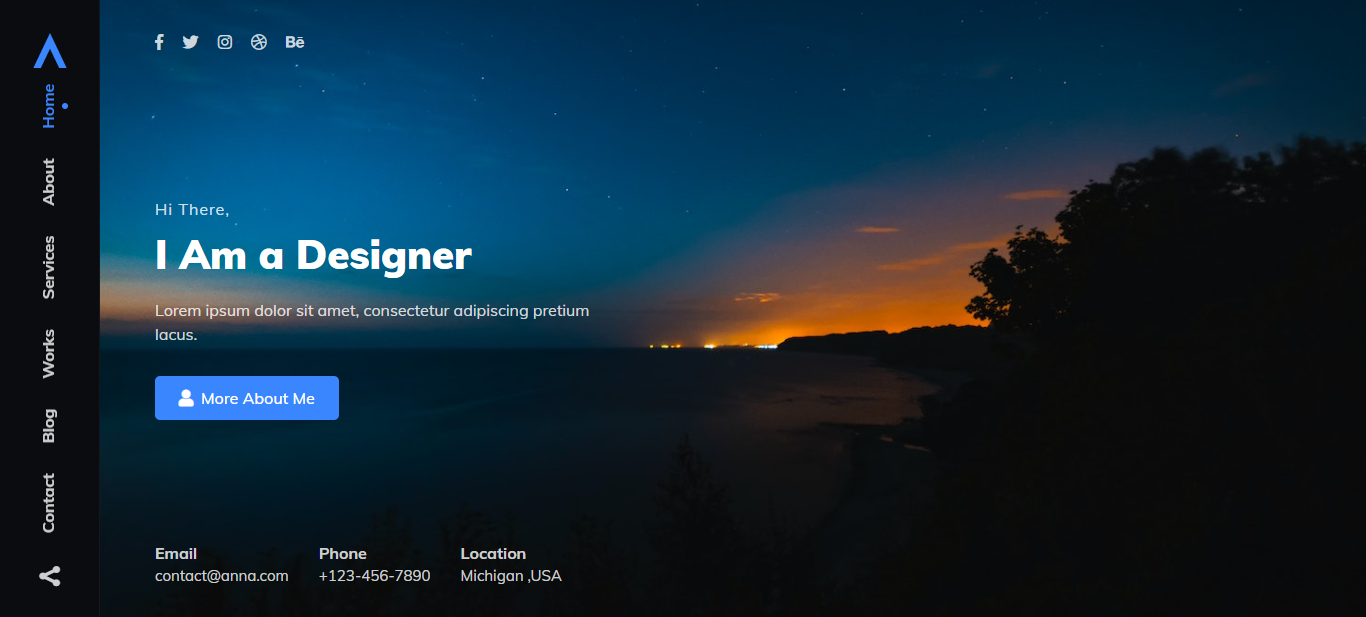 Home
About
Services
Works
Blog
Contact
Bē
Hi There,
I Am a Designer
Lorem ipsum dolor sit amet, consectetur adipiscing pretium
lacus.
More About Me
Email
contact@anna.com
Phone
+123-456-7890
Location
Michigan ,USA